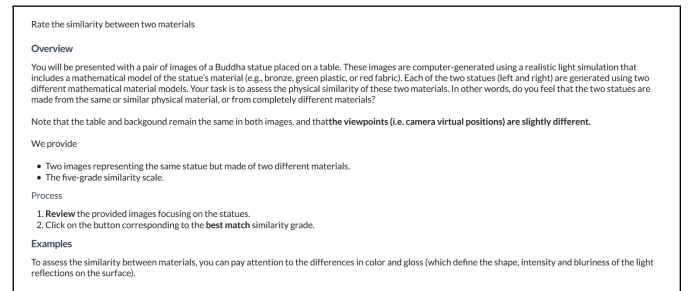 Rate the similarity between two materials
Overview
You will be presented with a pair of images of a Buddha statue placed on a table. These images are computer-generated using a realistic light simulation that
includes a mathematical model of the statue's material (e.g., bronze, green plastic, or red fabric). Each of the two statues (left and right) are generated using two
different mathematical material models. Your task is to assess the physical similarity of these two materials. In other words, do you feel that the two statues are
made from the same or similar physical material, or from completely different materials?
Note that the table and backgound remain the same in both images, and thatthe viewpoints (i.e. camera virtual positions) are slightly different.
We provide
• Two images representing the same statue but made of two different materials.
• The five-grade similarity scale.
Process
1. Review the provided images focusing on the statues.
2. Click on the button corresponding to the best match similarity grade.
Examples
To assess the similarity between materials, you can pay attention to the differences in color and gloss (which define the shape, intensity and bluriness of the light
reflections on the surface).